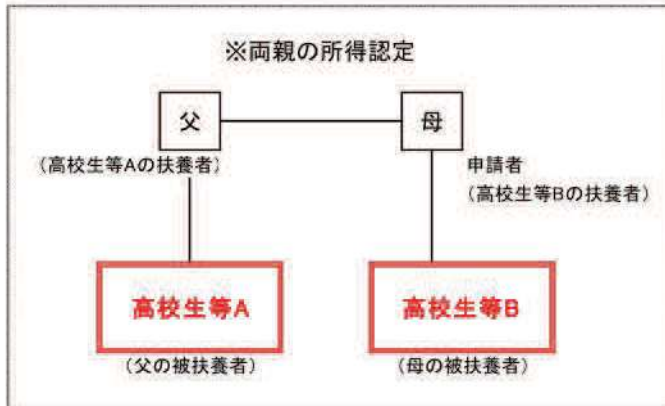 ※両親の所得認定
父
母
(高校生等Aの扶養者)
申請者
(高校生等Bの扶養者)
高校生等A
高校生等B
(父の被扶養者)
(母の被扶養者)